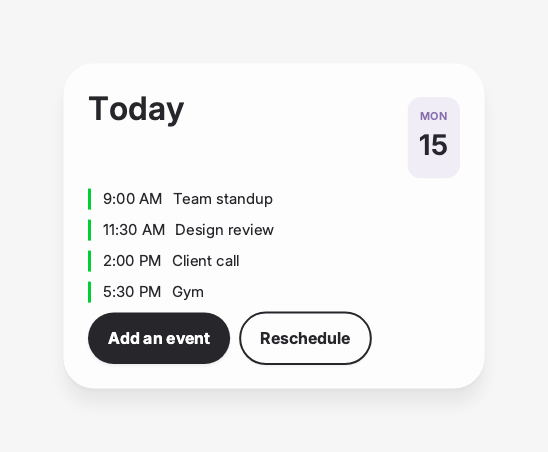 Today
MON
15
9:00 AM Team standup
11:30 AM Design review
2:00 PM Client call
5:30 PM Gym
Add an event
Reschedule